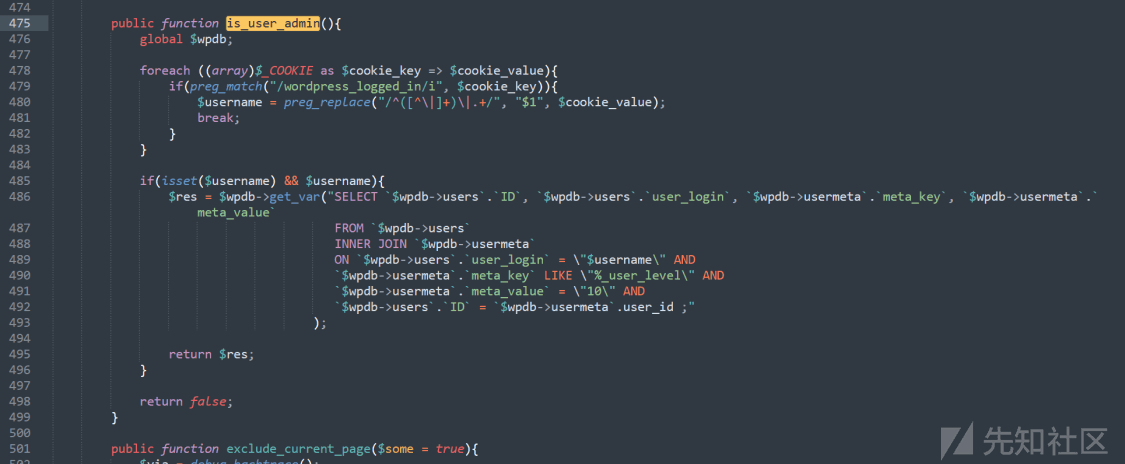 474
475 public function is_user_admin(){
476 global $wpdb;
477
478 foreach ((array)$_COOKIE as $cookie_key => $cookie_value){
479 if(preg_match("/wordpress_logged_in/i", $cookie_key)){
480 $username = preg_replace("/^([^\|]+)\|.+/", "$1", $cookie_value);
481 break;
482 }
483 }
484
485 if(isset($username) && $username){
486 $res = $wpdb->get_var("SELECT `$wpdb->users`.`ID`, `$wpdb->users`.`user_login`, `$wpdb->usermeta`.`meta_key`, `$wpdb->usermeta`.`
meta_value`
487 FROM `$wpdb->users`
488 INNER JOIN `$wpdb->usermeta`
489 ON `$wpdb->users`.`user_login` = \"$username\" AND
490 `$wpdb->usermeta`.`meta_key` LIKE \"%_user_level\" AND
491 `$wpdb->usermeta`.`meta_value` = \"10\" AND
492 `$wpdb->users`.`ID` = `$wpdb->usermeta`.user_id ;"
493 );
494
495 return $res;
496 }
497
498 return false;
499 }
500
501 public function exclude_current_page($some = true){
502 $via = debug_backtrace();
先知社区